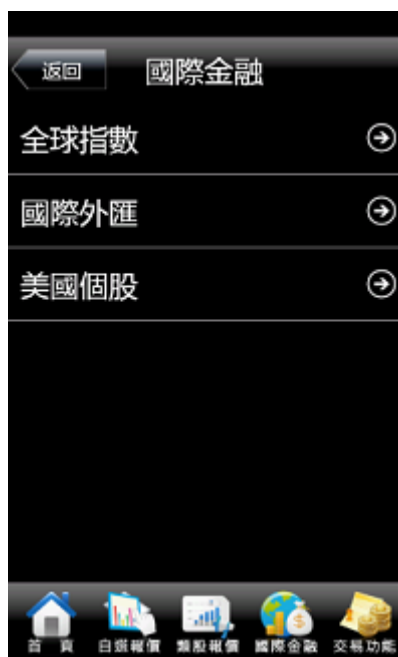 返回 國際金融
全球指數
國際外匯
美國個股
首 頁 自選報價 類股報價 國際金融 交易功能